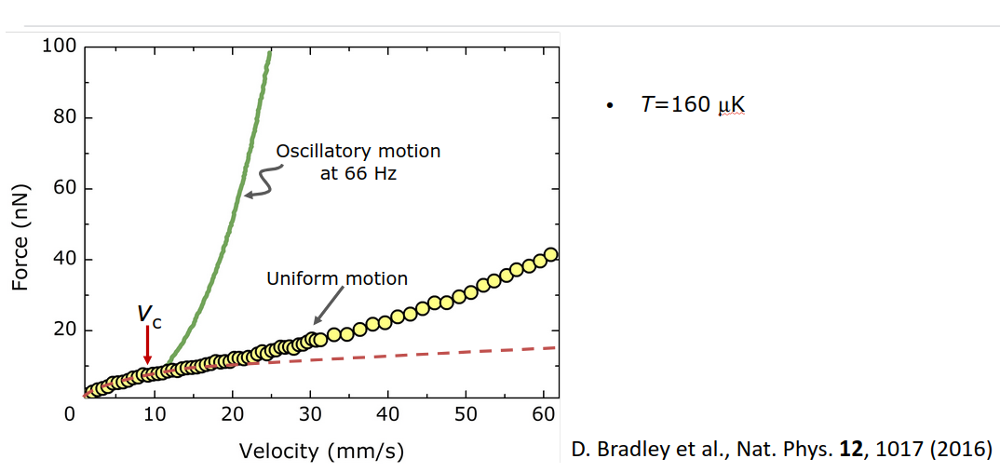 100
80
60
40
20
0
10
20
30
40
50
60
Force (nN)
Velocity (mm/s)
Oscillatory motion
at 66 Hz
Uniform motion
Vc
• T=160 μK
D. Bradley et al., Nat. Phys. 12, 1017 (2016)